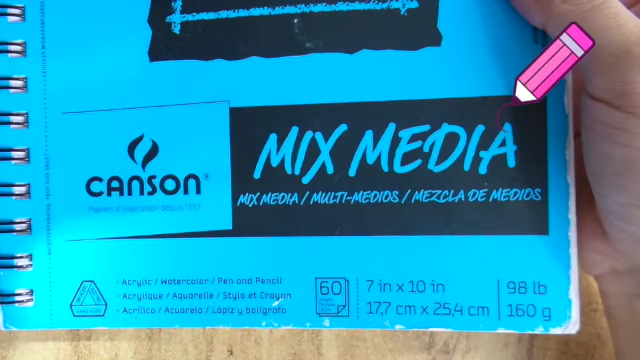 CANSON®
Papiers d'inspiration depuis 1557
MIX MEDIA
MIX MEDIA / MULTI-MEDIOS / MEZCLA DE MEDIOS
· Acrylic / Watercolor / Pen and Pencil
· Acrylique / Aquarelle / Stylo et Crayon
· Acrílico / Acuarela / Lápiz y bolígrafo
60
7 in x 10 in
17,7 cm x 25,4 cm
98 lb
160 g